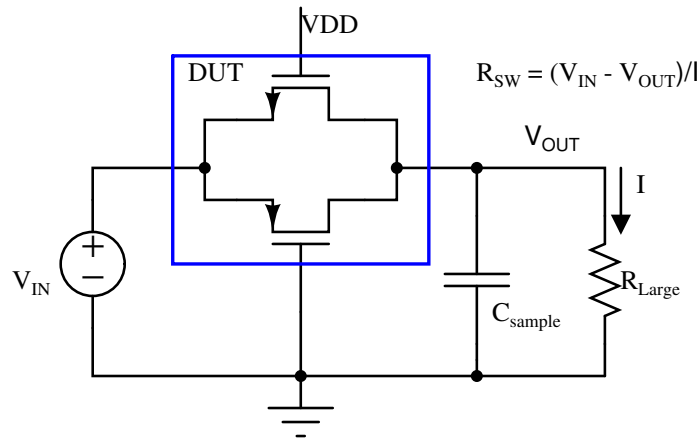 VDD
DUT
R_SW = (V_IN - V_OUT)/I
V_OUT
I
+
−
V_IN
R_Large
C_sample